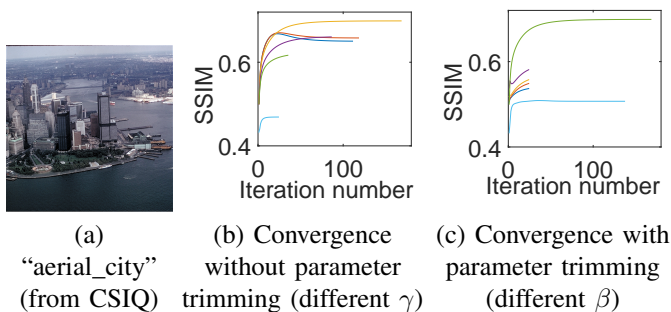 0.6
0.4
SSIM
0
100
Iteration number
0.6
0.4
SSIM
0
100
Iteration number
(a)
"aerial_city"
(from CSIQ)
(b) Convergence
without parameter
trimming (different γ)
(c) Convergence with
parameter trimming
(different β)